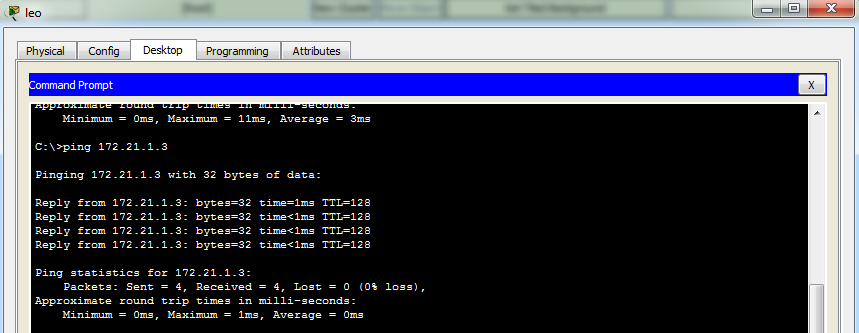 leo
Physical
Config
Desktop
Programming
Attributes
Command Prompt
X
Approximate round trip times in milli-seconds:
    Minimum = 0ms, Maximum = 11ms, Average = 3ms
C:\>ping 172.21.1.3
Pinging 172.21.1.3 with 32 bytes of data:
Reply from 172.21.1.3: bytes=32 time=1ms TTL=128
Reply from 172.21.1.3: bytes=32 time<1ms TTL=128
Reply from 172.21.1.3: bytes=32 time<1ms TTL=128
Reply from 172.21.1.3: bytes=32 time<1ms TTL=128
Ping statistics for 172.21.1.3:
    Packets: Sent = 4, Received = 4, Lost = 0 (0% loss),
Approximate round trip times in milli-seconds:
    Minimum = 0ms, Maximum = 1ms, Average = 0ms